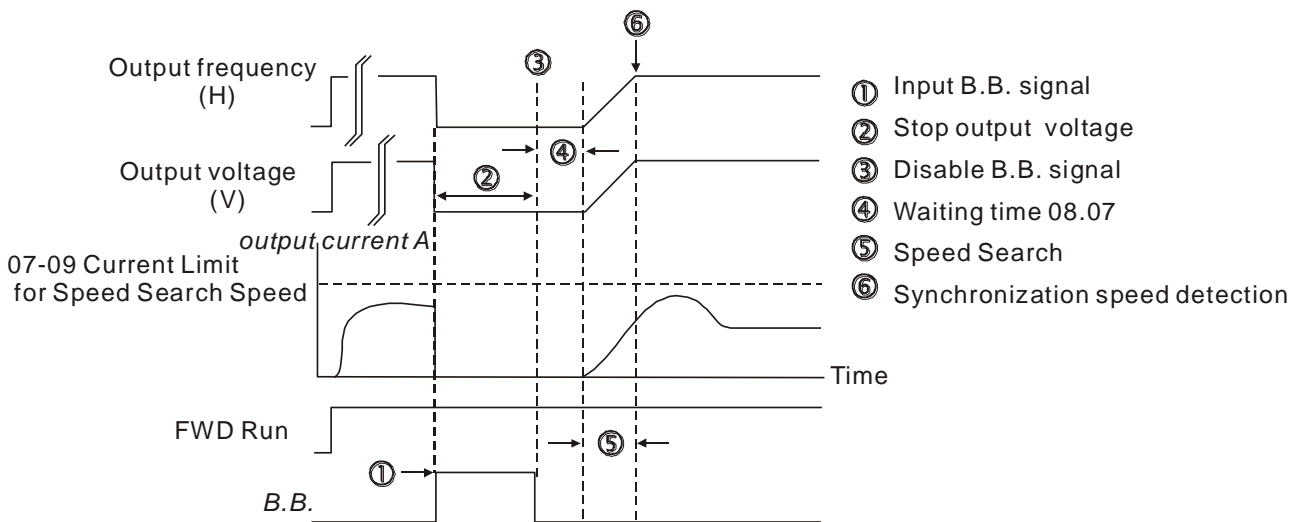 ⑥
Output frequency
(H)
③
① Input B.B. signal
② Stop output voltage
③ Disable B.B. signal
④ Waiting time 08.07
⑤ Speed Search
⑥ Synchronization speed detection
④
Output voltage
(V)
②
output current A
07-09 Current Limit
for Speed Search Speed
Time
FWD Run
⑤
①
B.B.